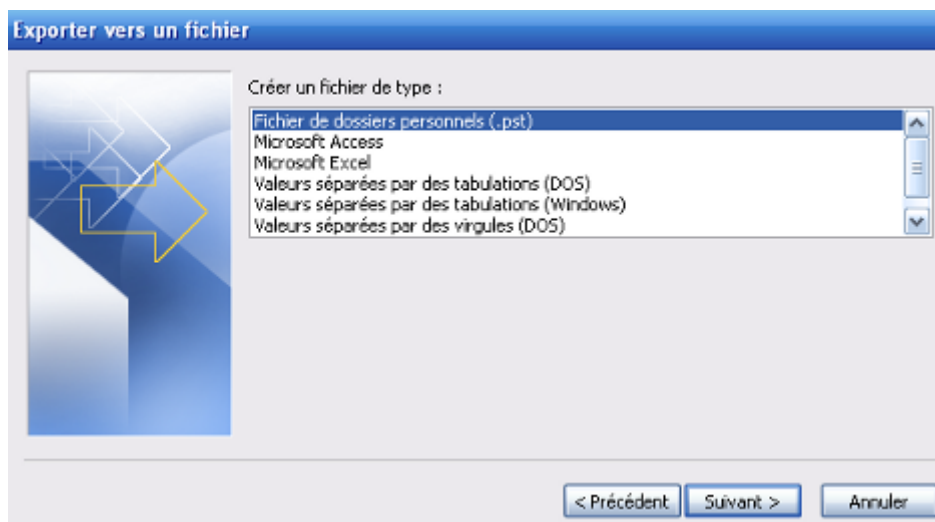 Exporter vers un fichier
Créer un fichier de type :
Fichier de dossiers personnels (.pst)
Microsoft Access
Microsoft Excel
Valeurs séparées par des tabulations (DOS)
Valeurs séparées par des tabulations (Windows)
Valeurs séparées par des virgules (DOS)
< Précédent Suivant > Annuler